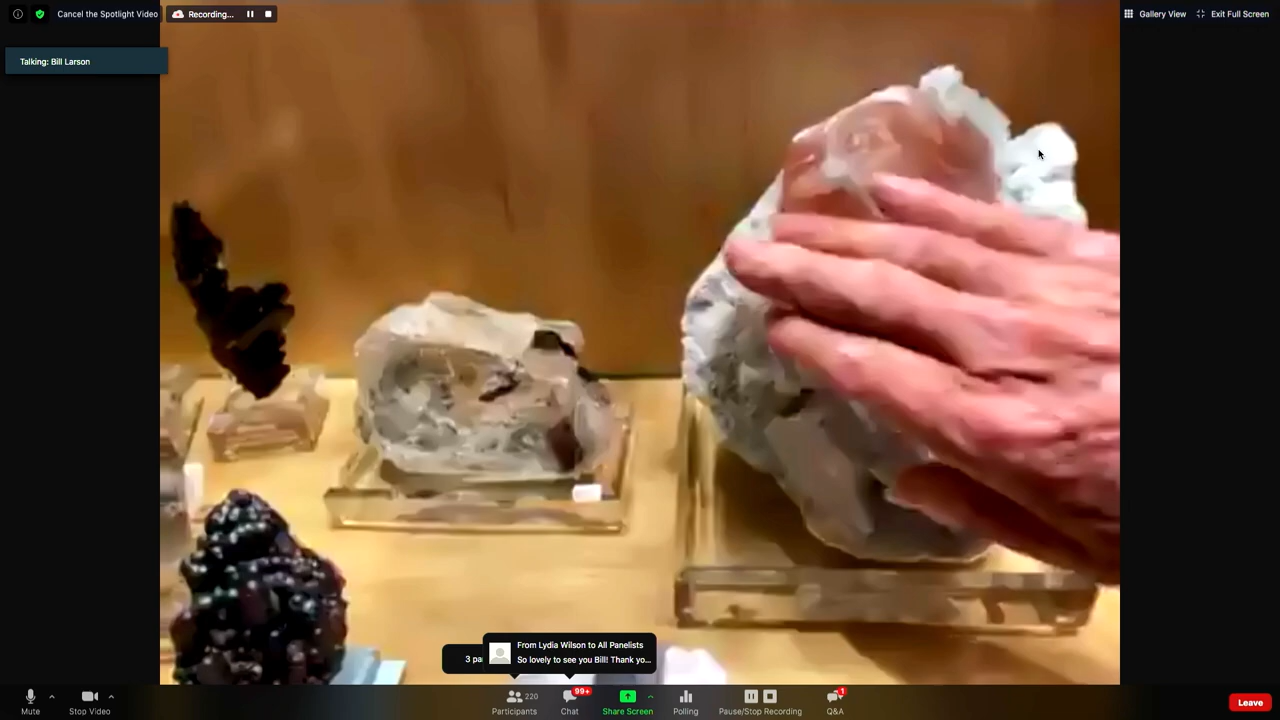 Cancel the Spotlight Video
Recording...
Gallery View
Exit Full Screen
Talking: Bill Larson
From Lydia Wilson to All Panelists
3 pa
So lovely to see you Bill! Thank yo...
220
99+
1
Mute
Stop Video
Participants
Chat
Share Screen
Polling
Pause/Stop Recording
Q&A
Leave